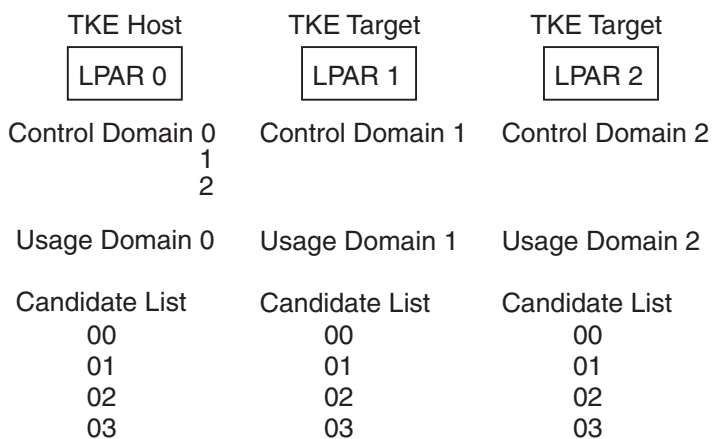 TKE Host TKE Target TKE Target
LPAR 0 LPAR 1 LPAR 2
Control Domain 0 Control Domain 1 Control Domain 2
1
2
Usage Domain 0 Usage Domain 1 Usage Domain 2
Candidate List Candidate List Candidate List
00 00 00
01 01 01
02 02 02
03 03 03